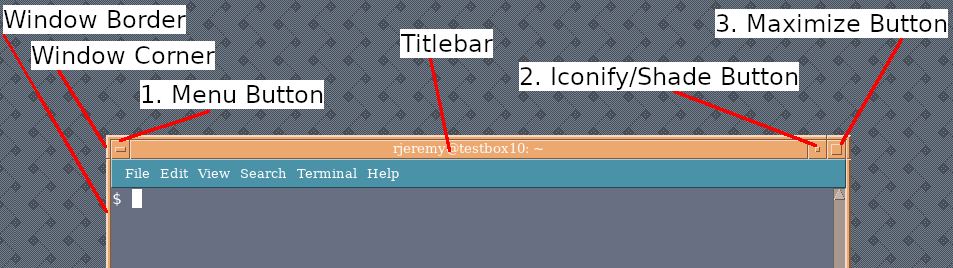 Window Border
3. Maximize Button
Titlebar
Window Corner
2. Iconify/Shade Button
1. Menu Button
rjeremy@testbox10: ~
File Edit View Search Terminal Help
$